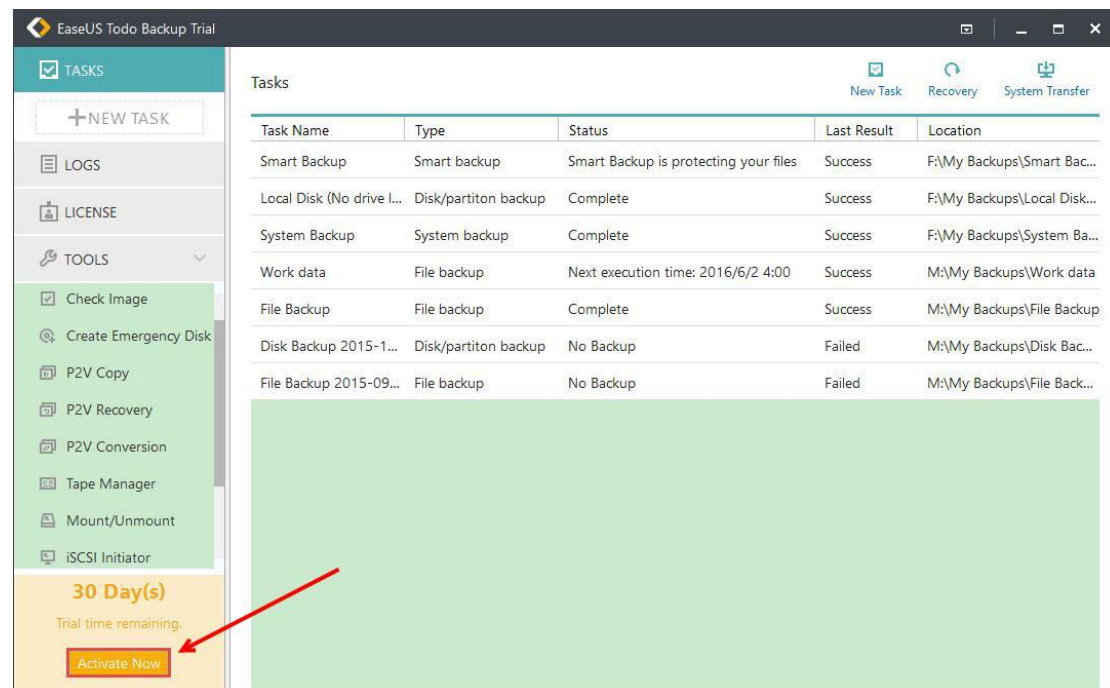 EaseUS Todo Backup Trial
TASKS
NEW TASK
LOGS
LICENSE
TOOLS
Check Image
Create Emergency Disk
P2V Copy
P2V Recovery
P2V Conversion
Tape Manager
Mount/Unmount
iSCSI Initiator
30 Day(s)
Trial time remaining.
Activate Now
Tasks
New Task Recovery System Transfer
Task Name Type Status Last Result Location
Smart Backup Smart backup Smart Backup is protecting your files Success F:\My Backups\Smart Bac...
Local Disk (No drive l... Disk/partiton backup Complete Success F:\My Backups\Local Disk...
System Backup System backup Complete Success F:\My Backups\System Ba...
Work data File backup Next execution time: 2016/6/2 4:00 Success M:\My Backups\Work data
File Backup File backup Complete Success M:\My Backups\File Backup
Disk Backup 2015-1... Disk/partiton backup No Backup Failed M:\My Backups\Disk Bac...
File Backup 2015-09... File backup No Backup Failed M:\My Backups\File Back...